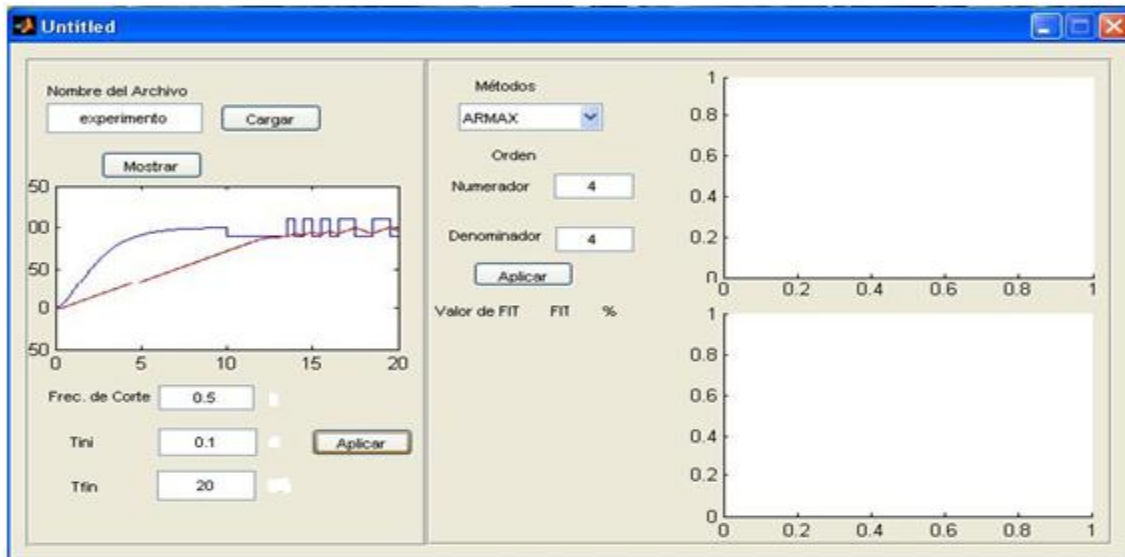 Untitled
Nombre del Archivo
experimento
Cargar
Mostrar
50
00
50
0
50
0 5 10 15 20
Frec. de Corte 0.5
Tini 0.1 Aplicar
Tfin 20
Métodos
ARMAX
Orden
Numerador 4
Denominador 4
Aplicar
Valor de FIT FIT %
1
0.8
0.6
0.4
0.2
0
0 0.2 0.4 0.6 0.8 1
1
0.8
0.6
0.4
0.2
0
0 0.2 0.4 0.6 0.8 1